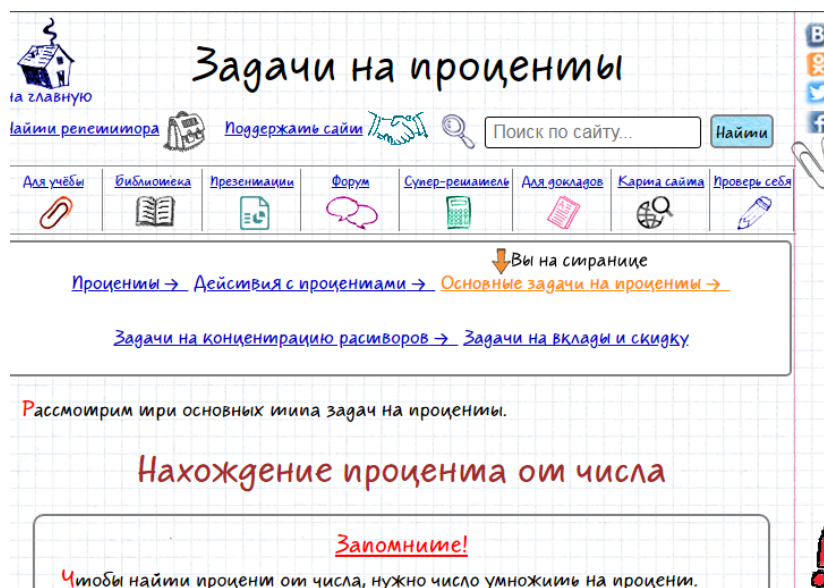 Задачи на проценты
на главную
Найти репетитора Поддержать сайт Поиск по сайту... Найти
Для учёбы Библиотека Презентации Форум Супер-решатель Для докладов Карта сайта Проверь себя
Вы на странице
Проценты → Действия с процентами → Основные задачи на проценты →
Задачи на концентрацию растворов → Задачи на вклады и скидку
Рассмотрим три основных типа задач на проценты.
Нахождение процента от числа
Запомните!
Чтобы найти процент от числа, нужно число умножить на процент.